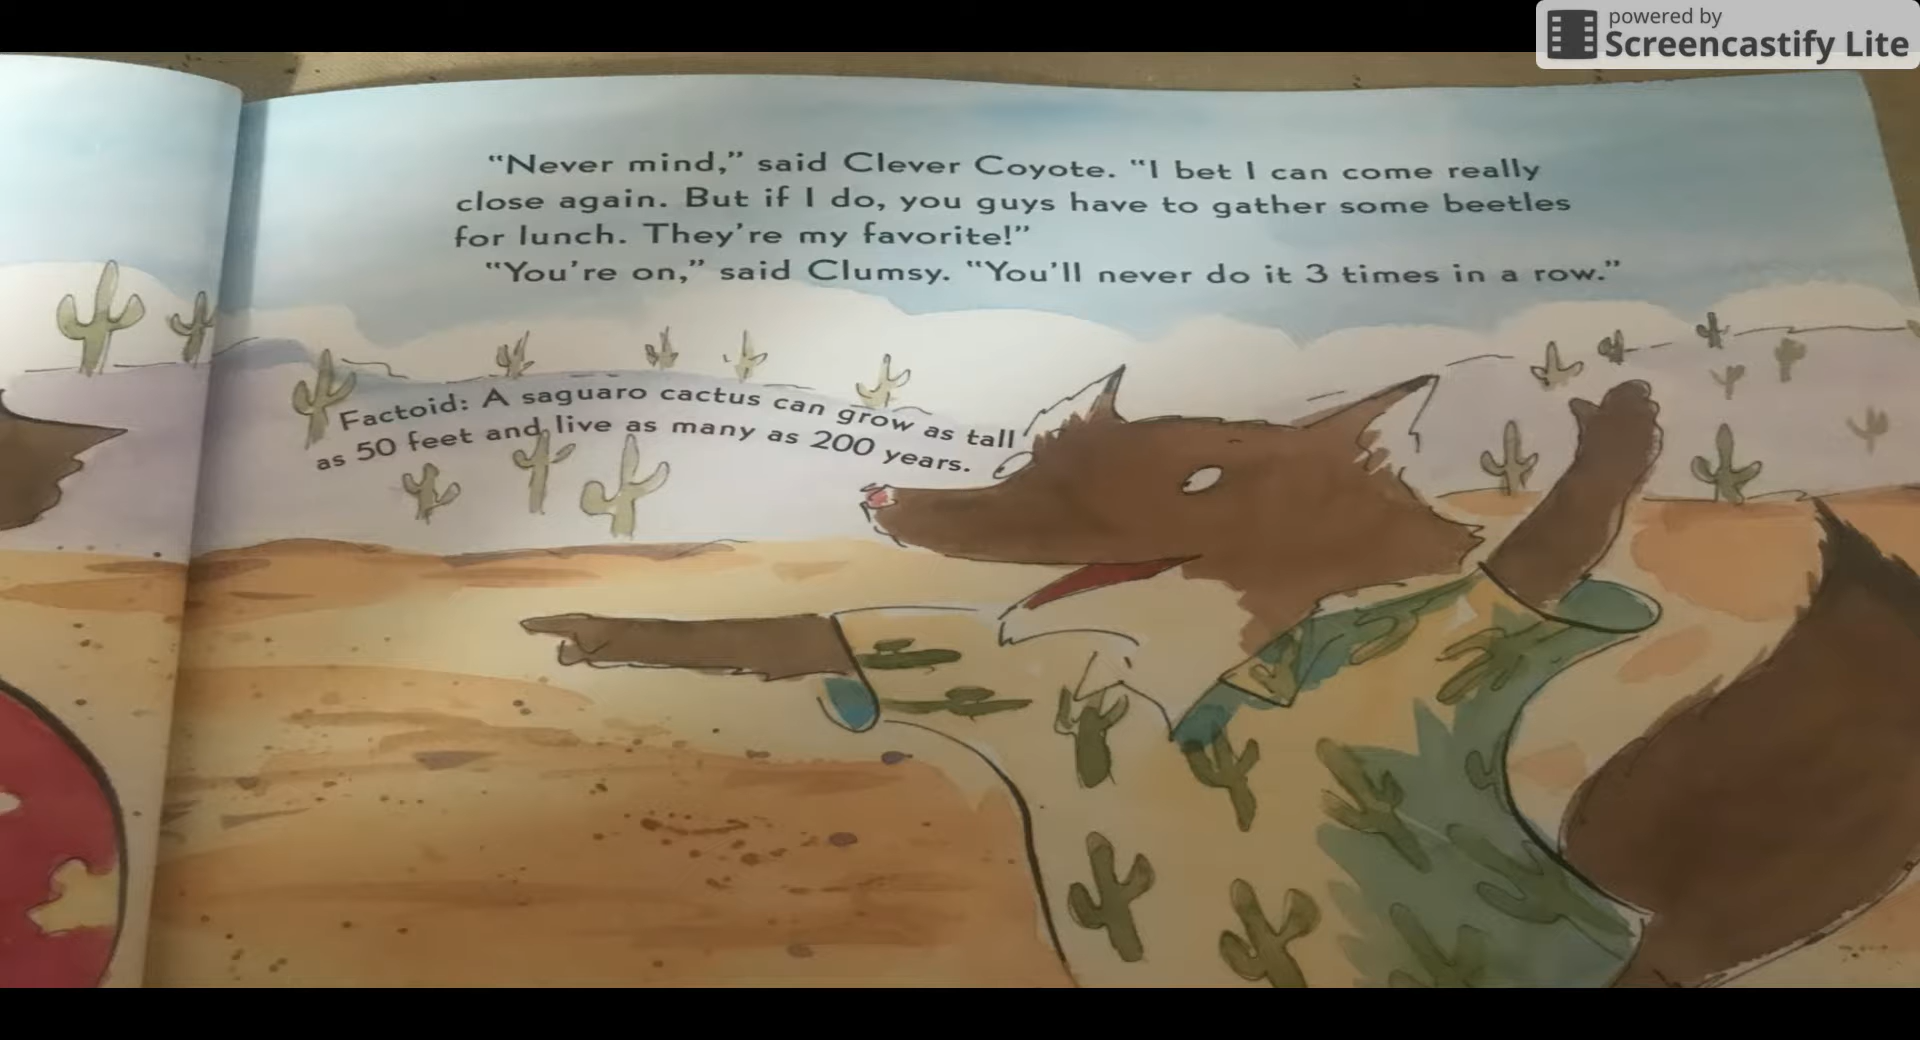 powered by
Screencastify Lite
“Never mind,” said Clever Coyote. “I bet I can come really
close again. But if I do, you guys have to gather some beetles
for lunch. They’re my favorite!”
“You’re on,” said Clumsy. “You’ll never do it 3 times in a row.”
Factoid: A saguaro cactus can grow as tall
as 50 feet and live as many as 200 years.